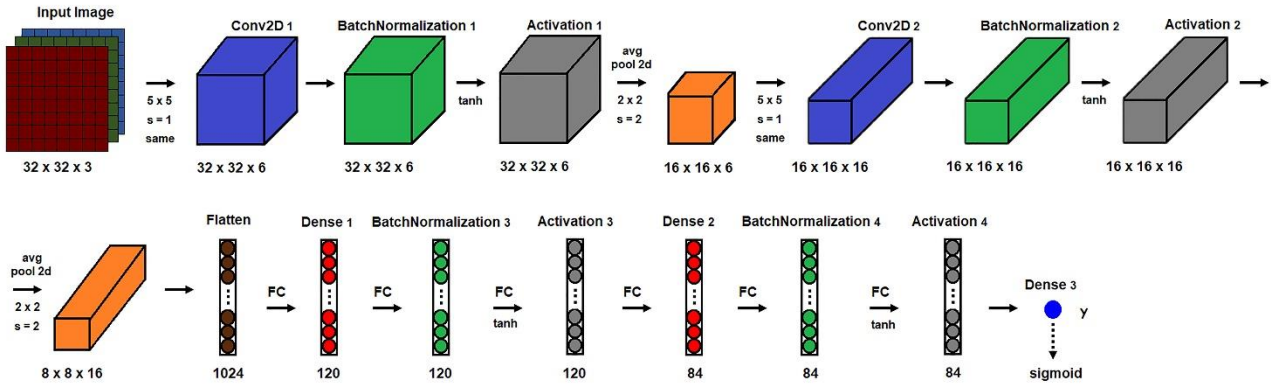 Input Image
Conv2D 1
BatchNormalization 1
Activation 1
Conv2D 2
BatchNormalization 2
Activation 2
5 x 5
s = 1
same
tanh
avg
pool 2d
2 x 2
s = 2
5 x 5
s = 1
same
tanh
32 x 32 x 3
32 x 32 x 6
32 x 32 x 6
32 x 32 x 6
16 x 16 x 6
16 x 16 x 16
16 x 16 x 16
16 x 16 x 16
Flatten
Dense 1
BatchNormalization 3
Activation 3
Dense 2
BatchNormalization 4
Activation 4
avg
pool 2d
2 x 2
s = 2
FC
FC
FC
tanh
FC
FC
FC
tanh
Dense 3
y
sigmoid
8 x 8 x 16
1024
120
120
120
84
84
84